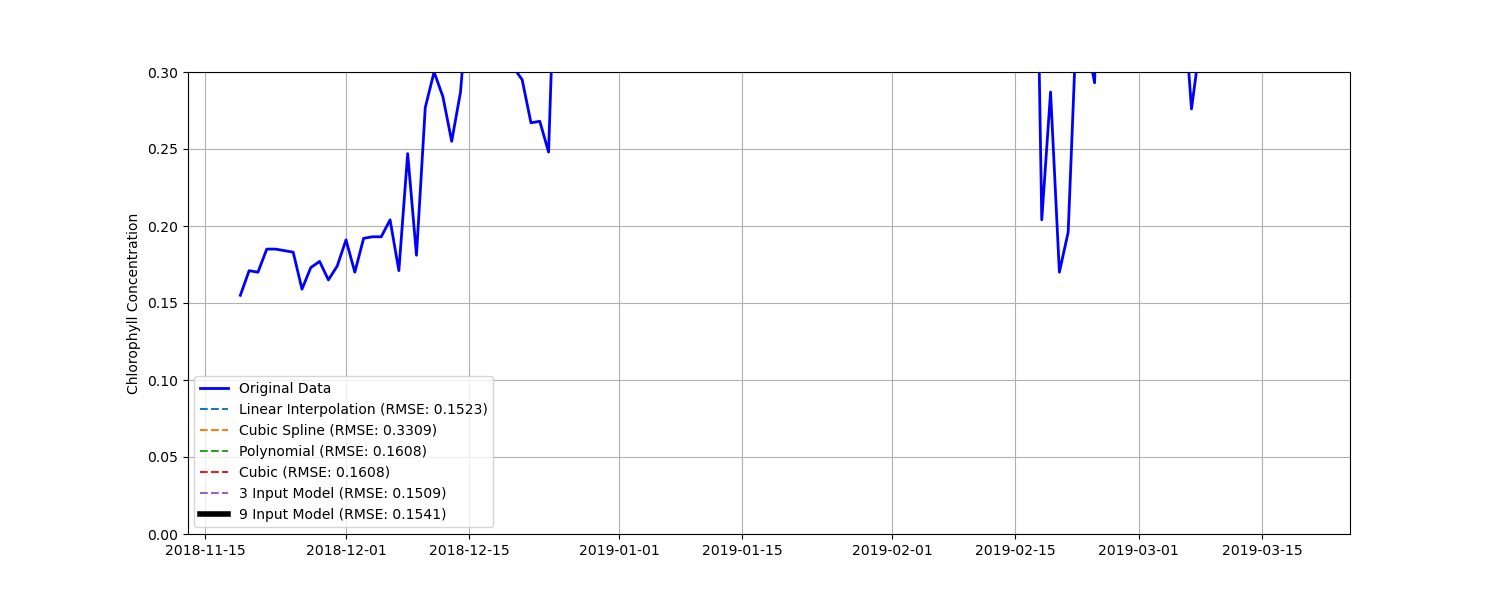 0.30
0.25
0.20
0.15
0.10
0.05
0.00
Chlorophyll Concentration
Original Data
Linear Interpolation (RMSE: 0.1523)
Cubic Spline (RMSE: 0.3309)
Polynomial (RMSE: 0.1608)
Cubic (RMSE: 0.1608)
3 Input Model (RMSE: 0.1509)
9 Input Model (RMSE: 0.1541)
2018-11-15 2018-12-01 2018-12-15 2019-01-01 2019-01-15 2019-02-01 2019-02-15 2019-03-01 2019-03-15